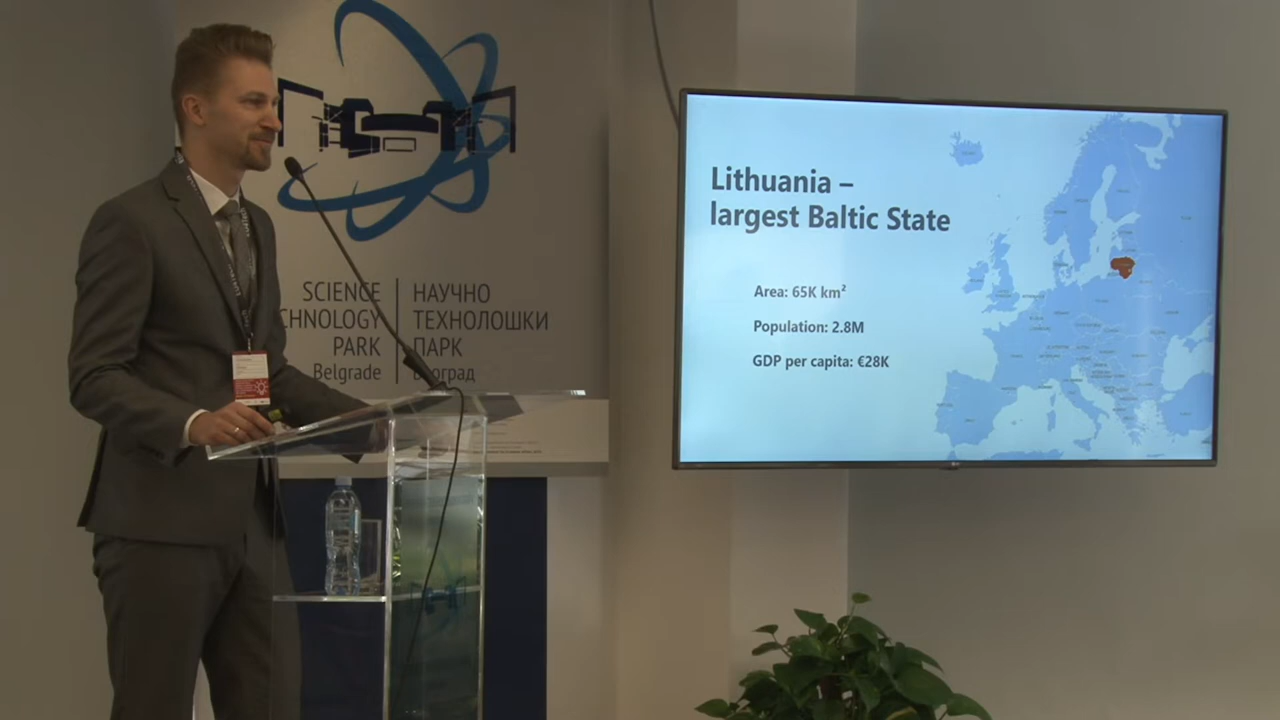 SCIENCE
CHNOLOGY
PARK
Belgrade
НАУЧНО
ТЕХНОЛОШКИ
ПАРК
Београд
Lithuania –
largest Baltic State
Area: 65K km²
Population: 2.8M
GDP per capita: €28K